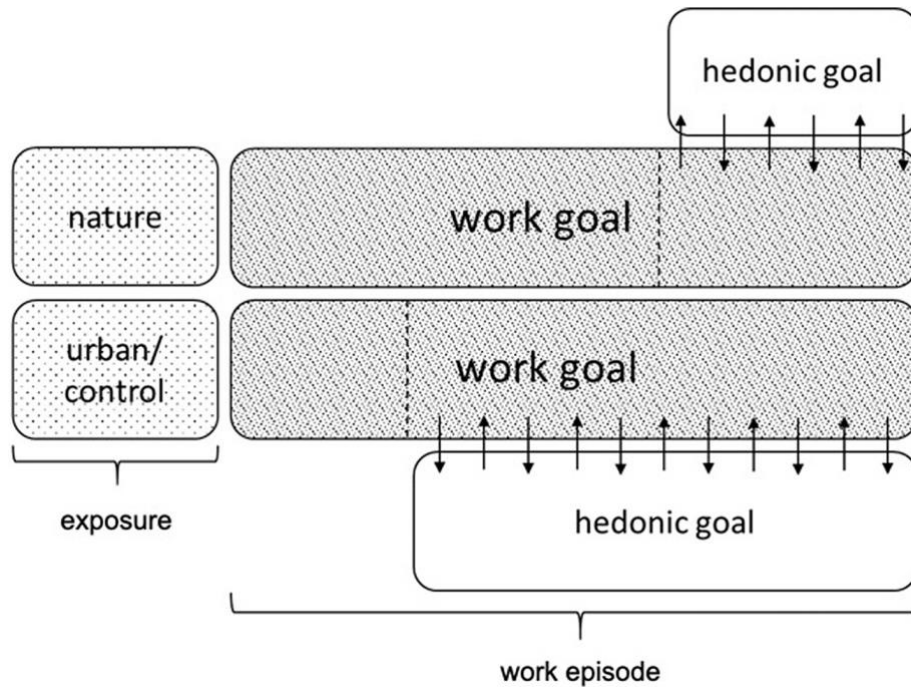 hedonic goal
nature
work goal
urban/
control
work goal
exposure
hedonic goal
work episode